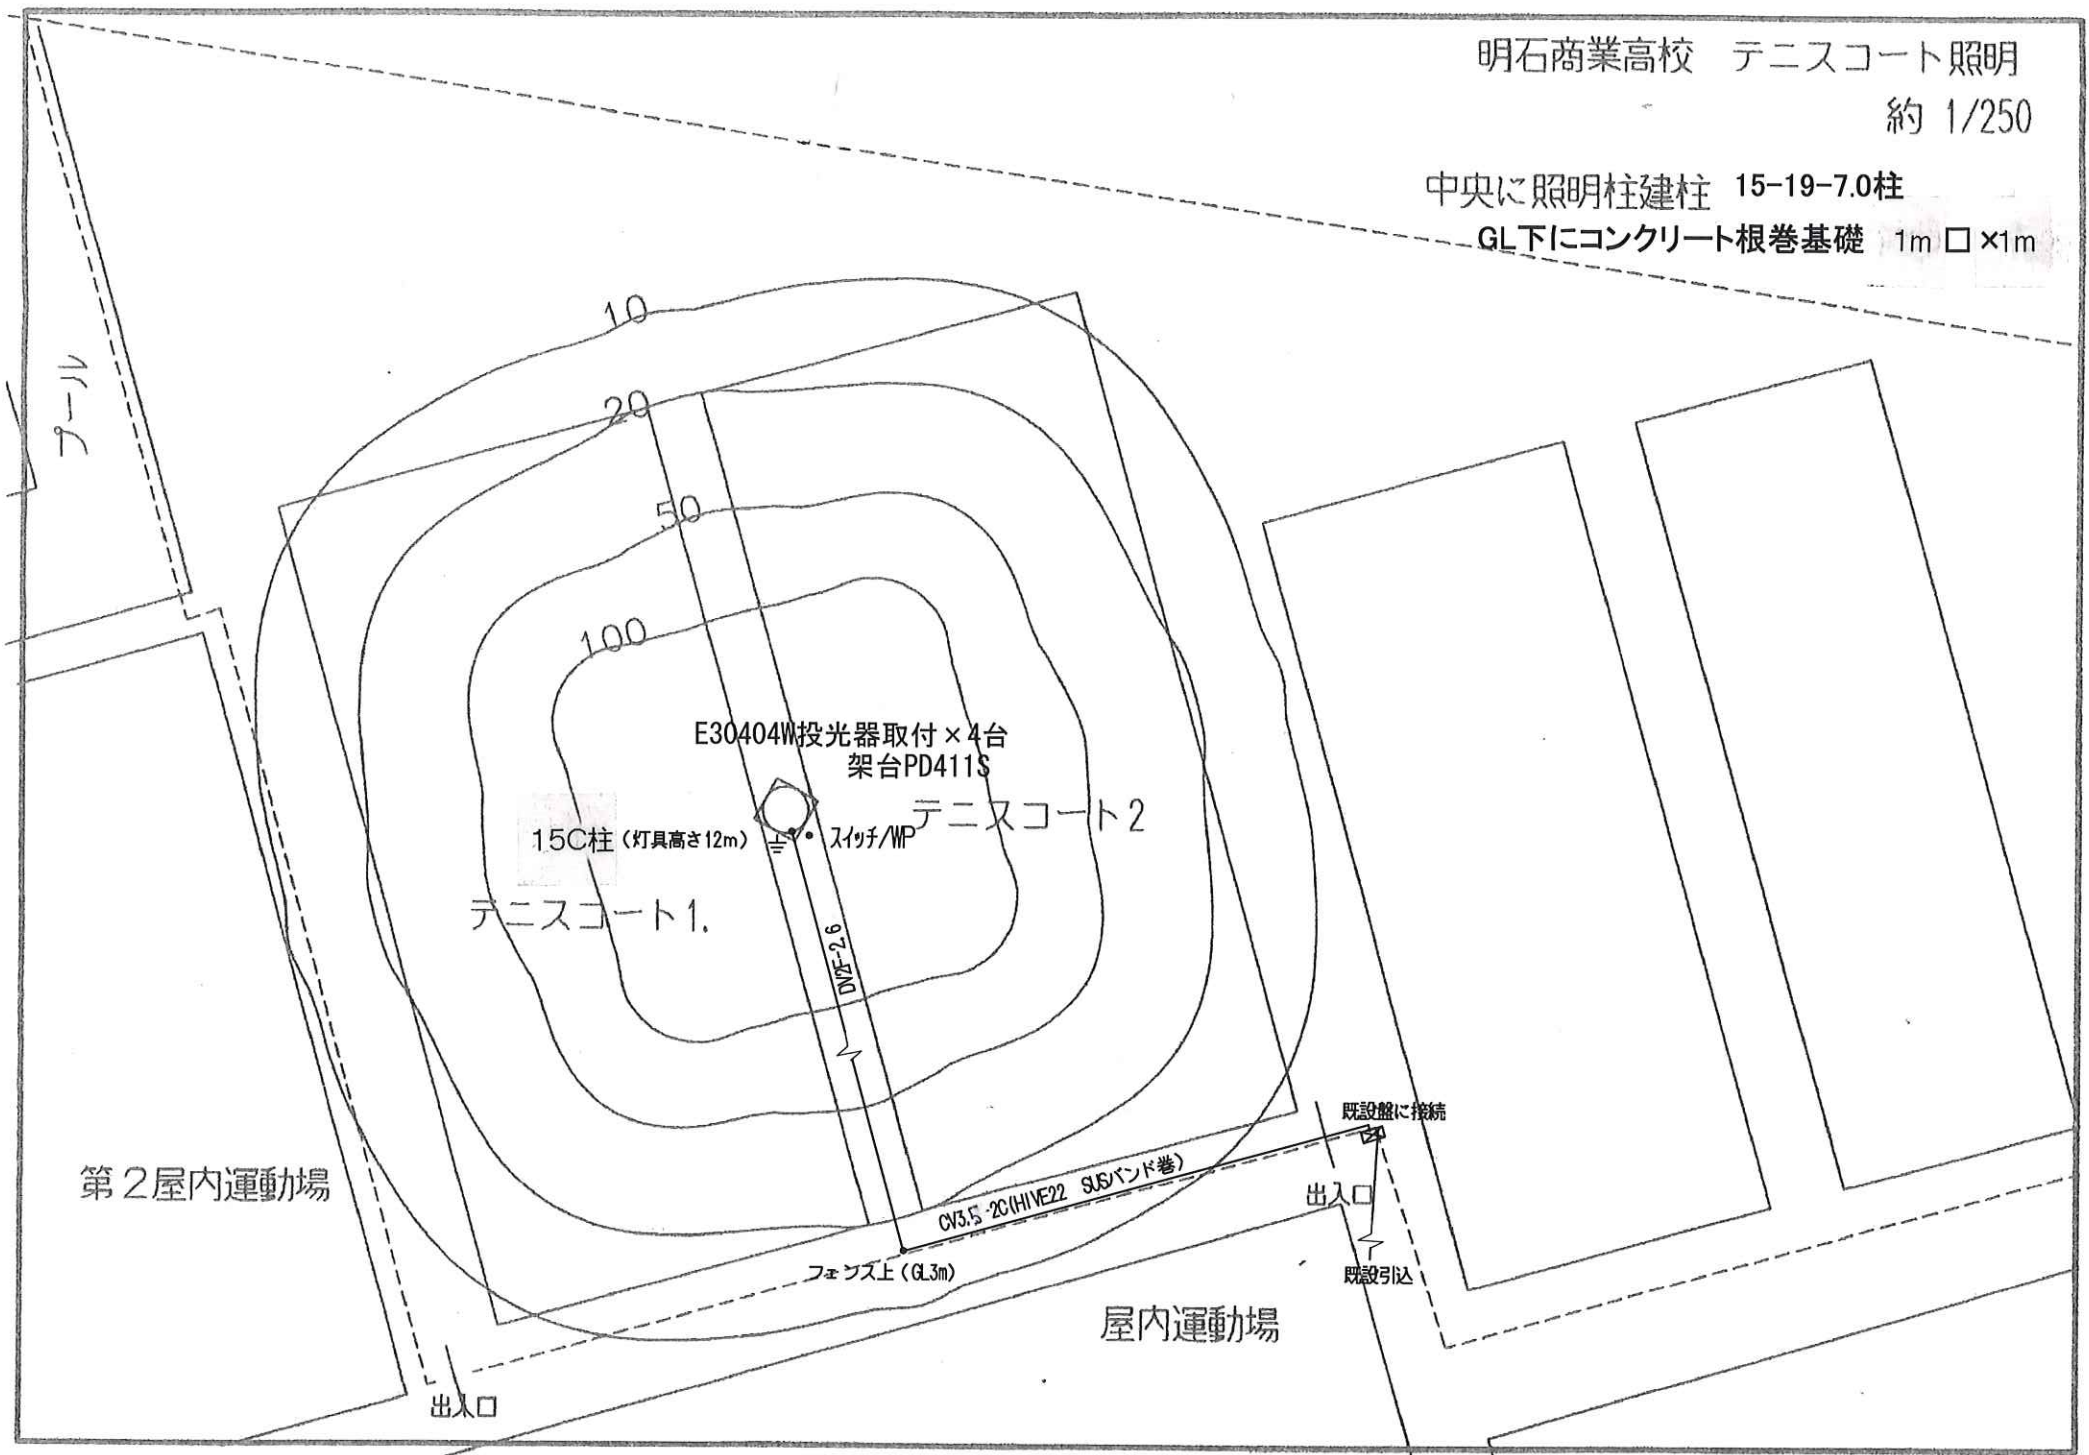 明石商業高校 テニスコート照明
約 1/250
中央に照明柱建柱 15-19-7.0柱
GL下にコンクリート根巻基礎 1m口×1m
プール
10
20
50
100
E30404W投光器取付×4台
架台PD411S
テニスコート2
15C柱(灯具高さ12m)
スイッチ/WP
テニスコート1.
DV2F-2.6
既設盤に接続
第2屋内運動場
CV3.5-2C(HIVE22 SUSバンド巻)
出入口
フェンス上(GL3m)
既設引込
屋内運動場
出入口